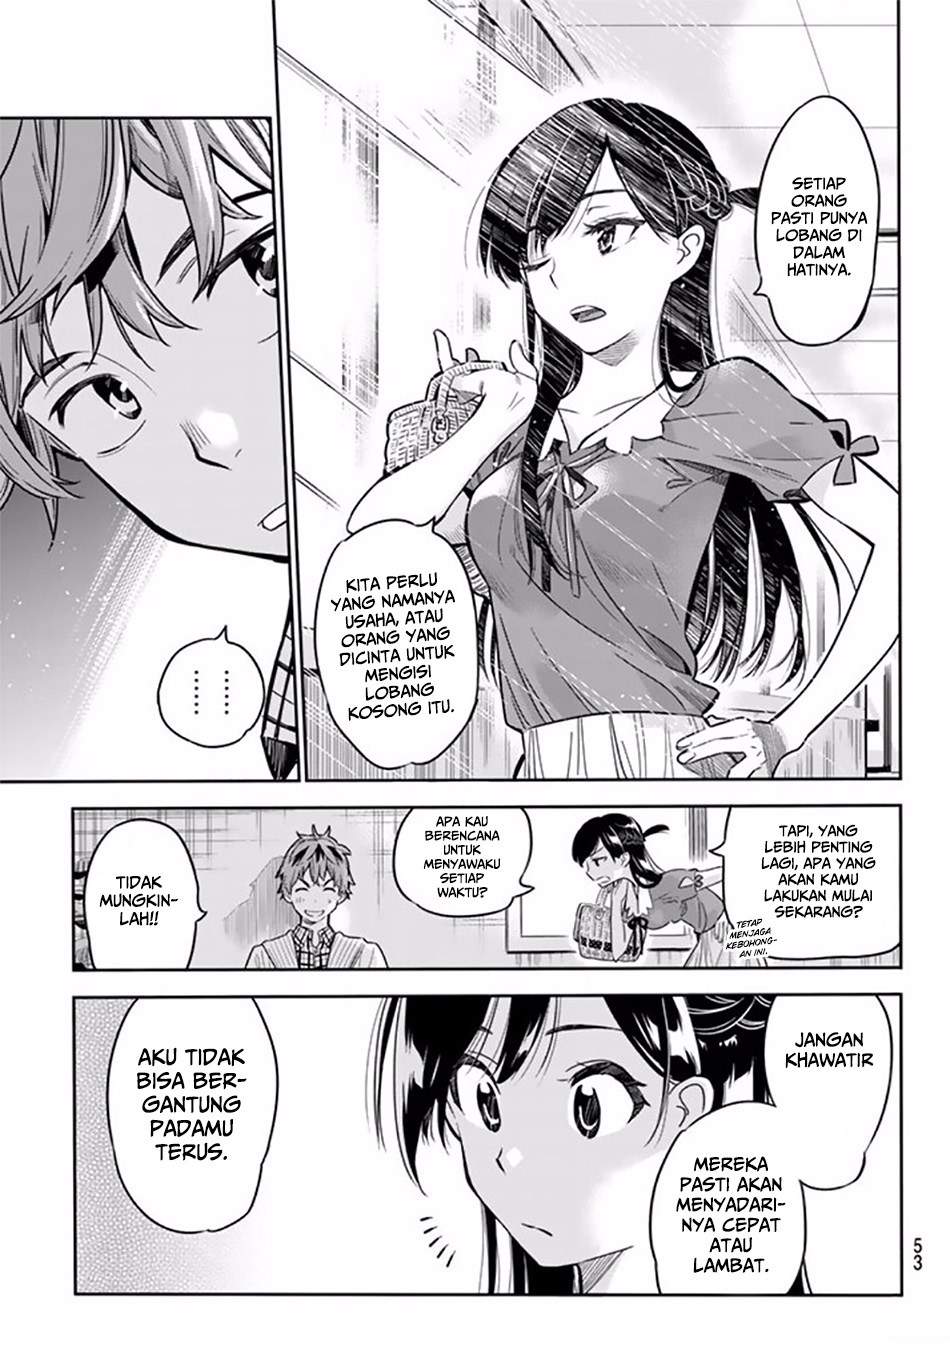 SETIAP
ORANG
PASTI PUNYA
LOBANG DI
DALAM
HATINYA.
KITA PERLU
YANG NAMANYA
USAHA, ATAU
ORANG YANG
DICINTA UNTUK
MENGISI
LOBANG
KOSONG ITU.
......
......
TAPI, YANG
LEBIH PENTING
LAGI, APA YANG
AKAN KAMU
LAKUKAN MULAI
SEKARANG?
TETAP
MENJAGA
KEBOHONG-
AN INI.
APA KAU
BERENCANA
UNTUK
MENYAWAKU
SETIAP
WAKTU?
TIDAK
MUNGKIN-
LAH!!
JANGAN
KHAWATIR
MEREKA
PASTI AKAN
MENYADARI-
NYA CEPAT
ATAU
LAMBAT.
AKU TIDAK
BISA BER-
GANTUNG
PADAMU
TERUS.
53